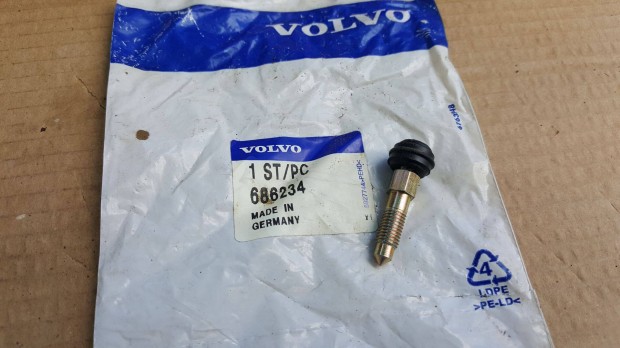 VOLVO
VOLVO
1 ST/PC
686234
MADE IN
GERMANY
4
LDPE
>PE-LD<